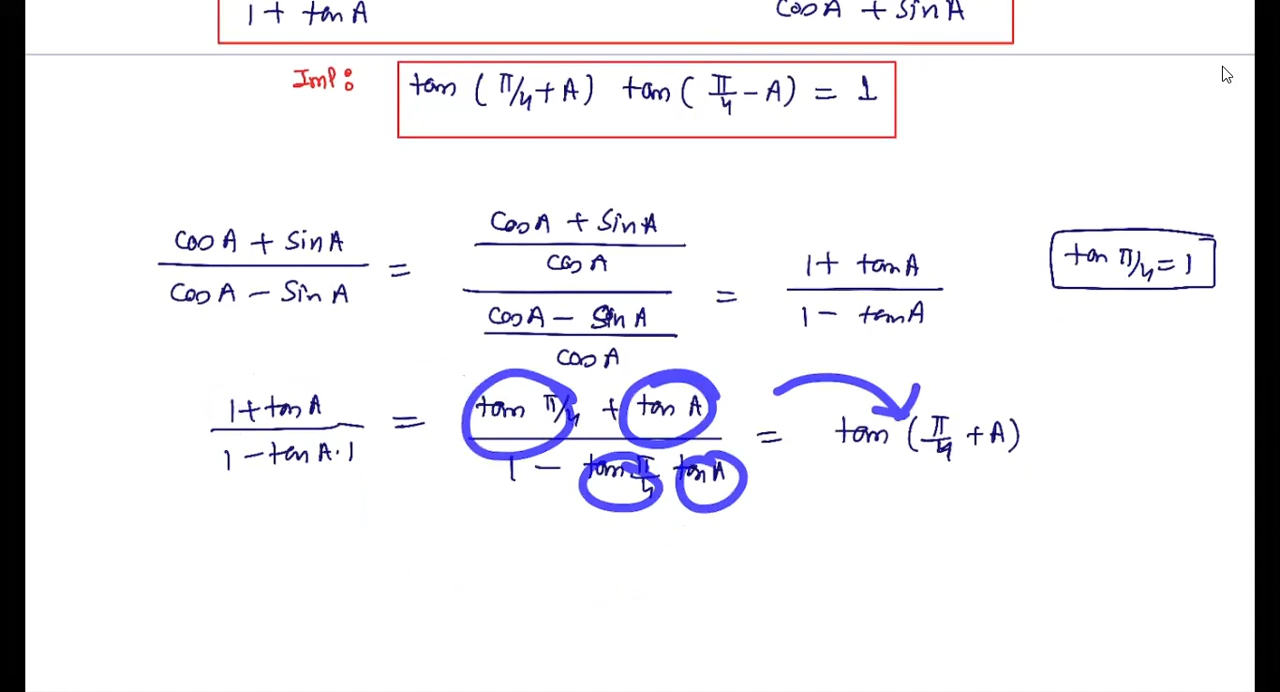 1 + tan A        cos A + sin A
Imp: tan (π/4 + A) tan (π/4 − A) = 1
(cos A + sin A)/(cos A − sin A) = ((cos A + sin A)/cos A)/((cos A − sin A)/cos A) = (1 + tan A)/(1 − tan A)        tan π/4 = 1
(1 + tan A)/(1 − tan A · 1) = (tan π/4 + tan A)/(1 − tan π/4 tan A) = tan (π/4 + A)